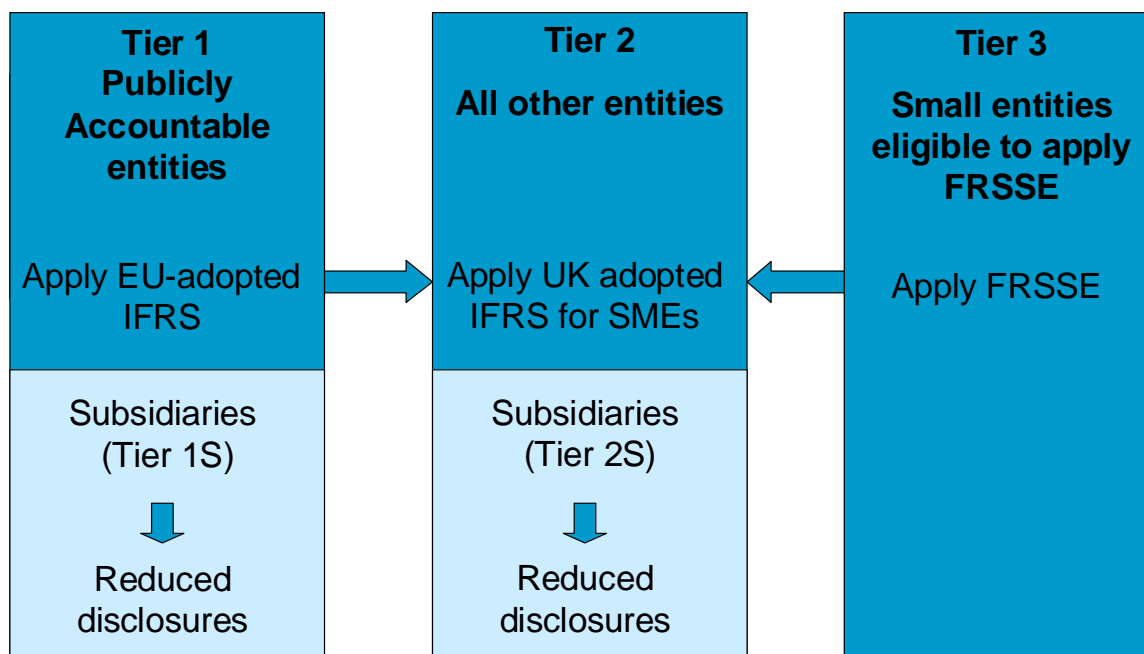 Tier 1
Publicly
Accountable
entities
Apply EU-adopted
IFRS
Subsidiaries
(Tier 1S)
Reduced
disclosures
Tier 2
All other entities
Apply UK adopted
IFRS for SMEs
Subsidiaries
(Tier 2S)
Reduced
disclosures
Tier 3
Small entities
eligible to apply
FRSSE
Apply FRSSE